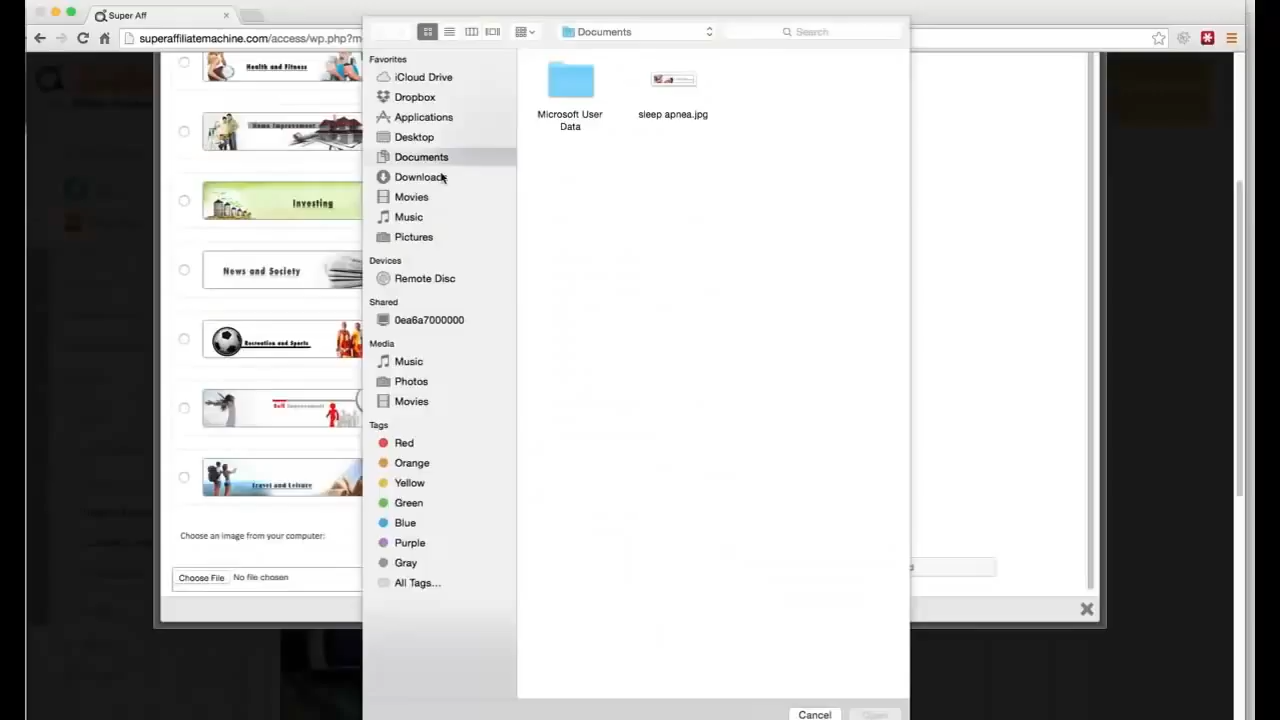 Super Aff
superaffiliatemachine.com/access/wp.php?m
Documents
Search
Favorites
iCloud Drive
Dropbox
Applications
Desktop
Documents
Downloads
Movies
Music
Pictures
Devices
Remote Disc
Shared
0ea6a7000000
Media
Music
Photos
Movies
Tags
Red
Orange
Yellow
Green
Blue
Purple
Gray
All Tags...
Microsoft User
Data
sleep apnea.jpg
Health and Fitness
Home Improvement
Investing
News and Society
Recreation and Sports
Self Improvement
Travel and Leisure
Choose an image from your computer:
Choose File No file chosen
Cancel